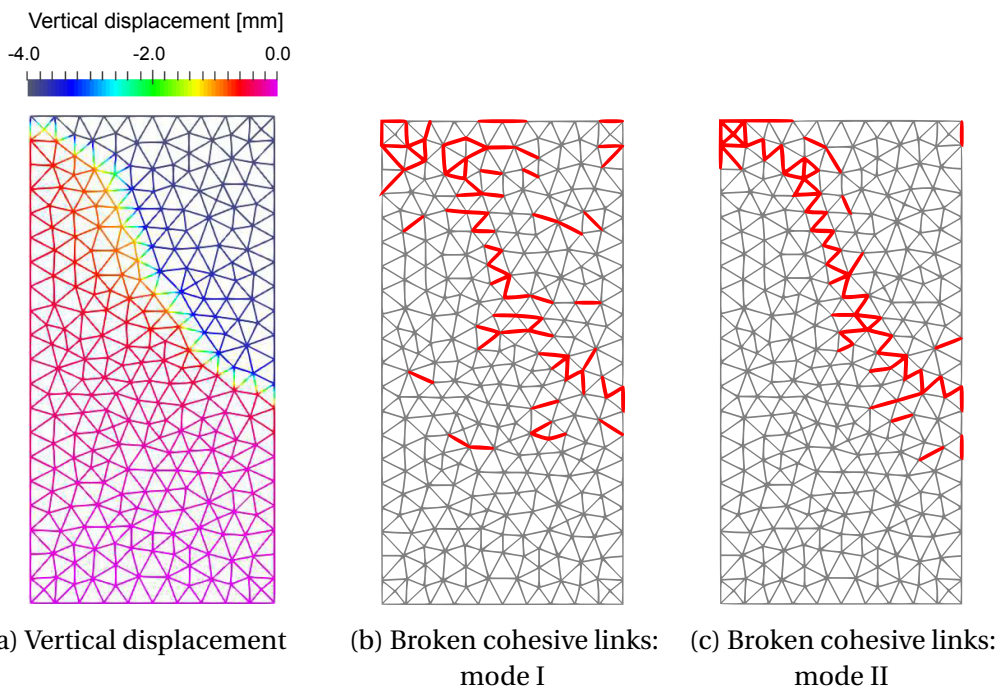 Vertical displacement [mm]
-4.0 -2.0 0.0
a) Vertical displacement
(b) Broken cohesive links:
mode I
(c) Broken cohesive links:
mode II